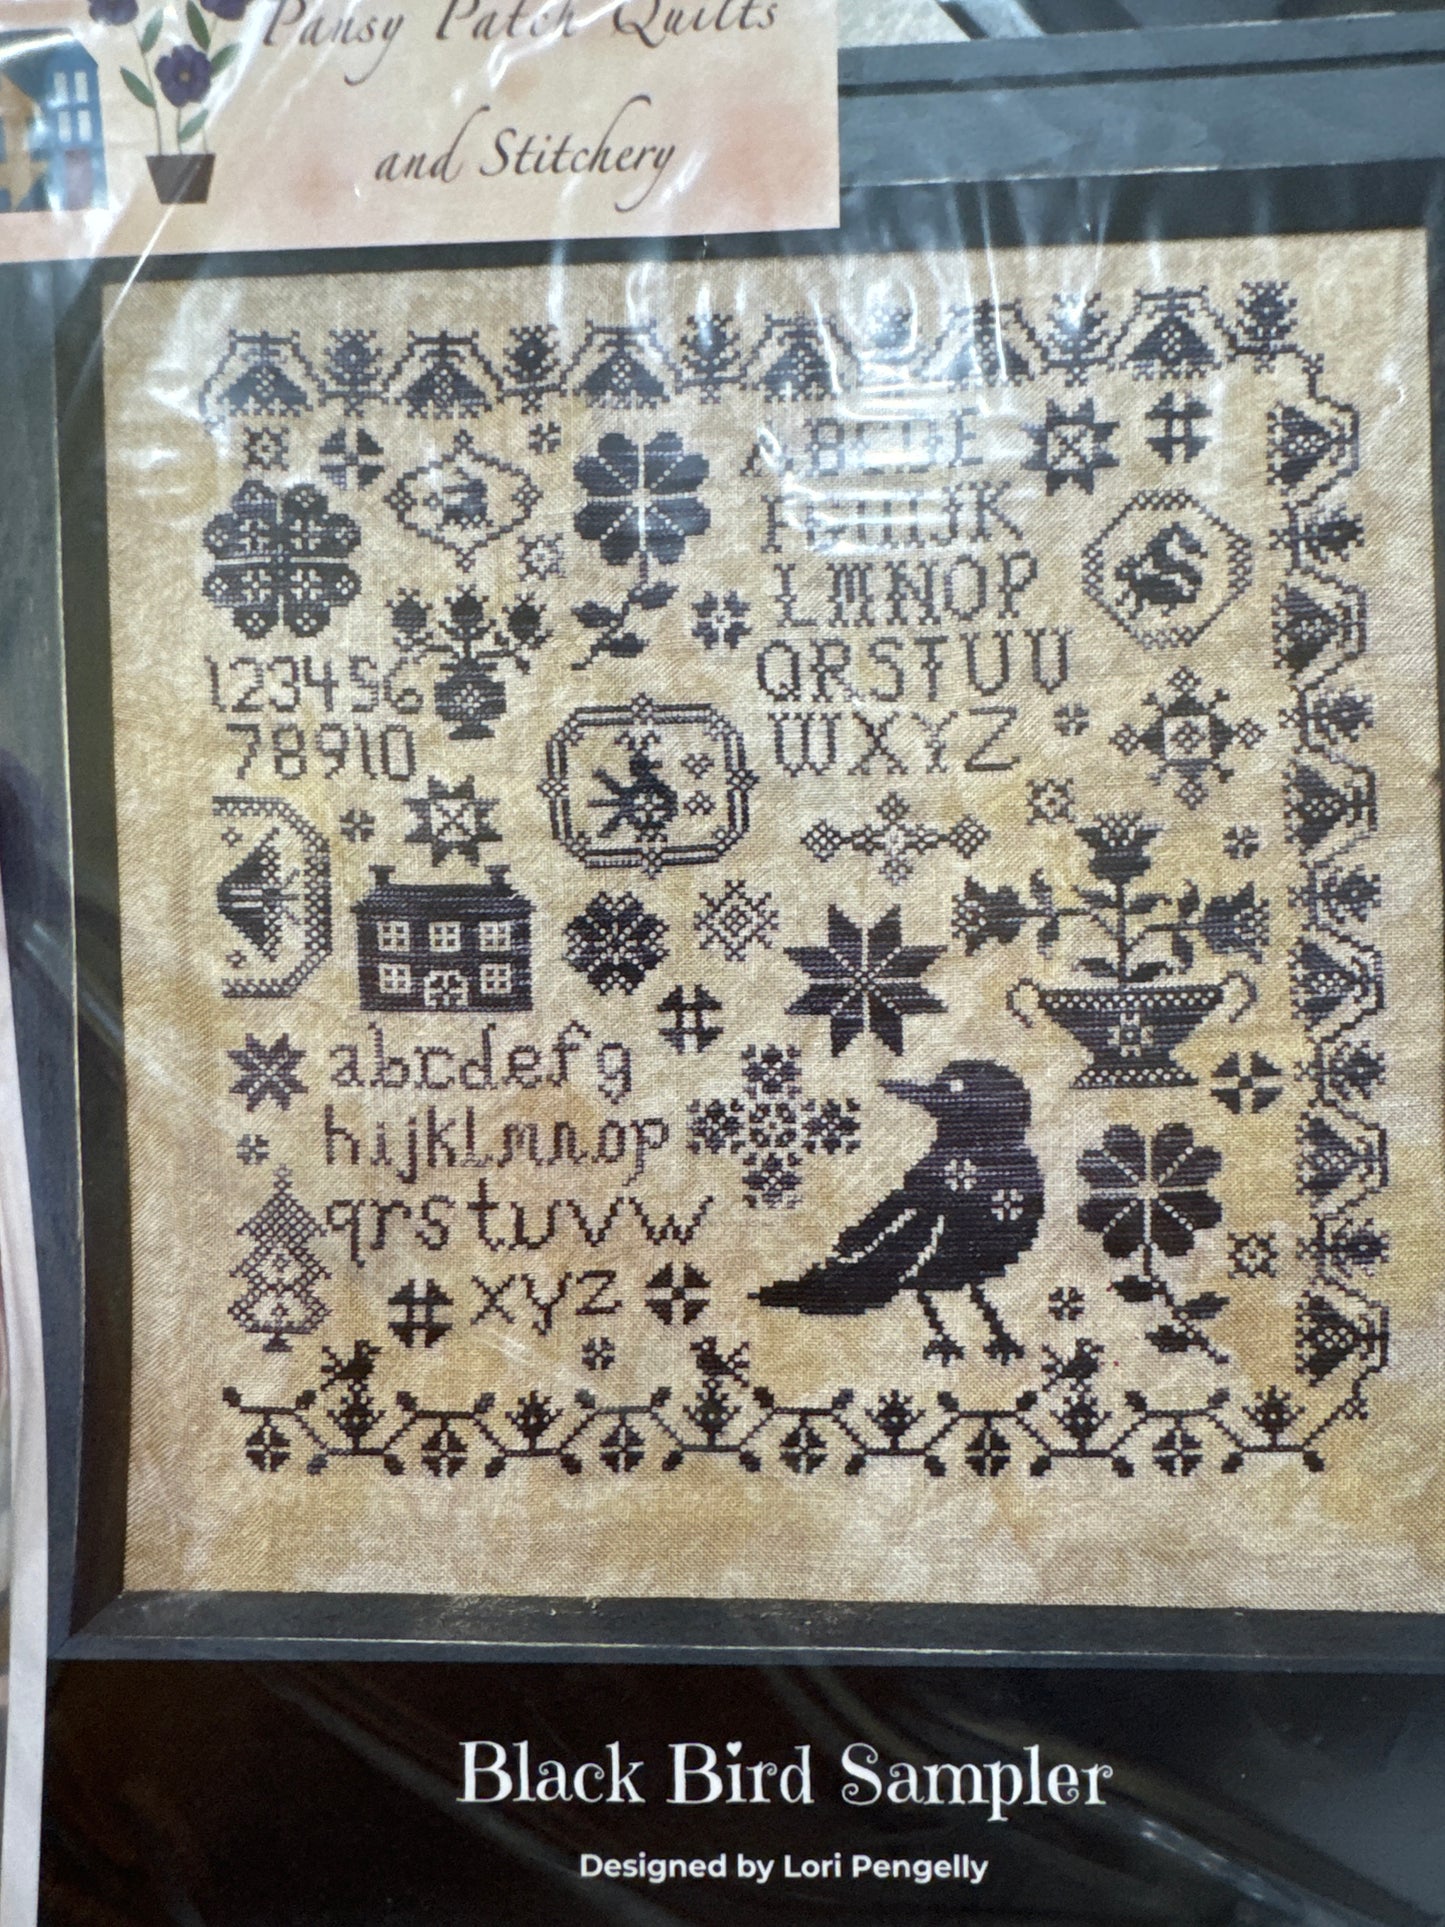 Pansy Patch Quilts
and Stitchery
ABCDE
LMNOP
QRSTUV
WXYZ
123456
78910
abcdefg
hijklmnop
qrstuvw
xyz
Black Bird Sampler
Designed by Lori Pengelly